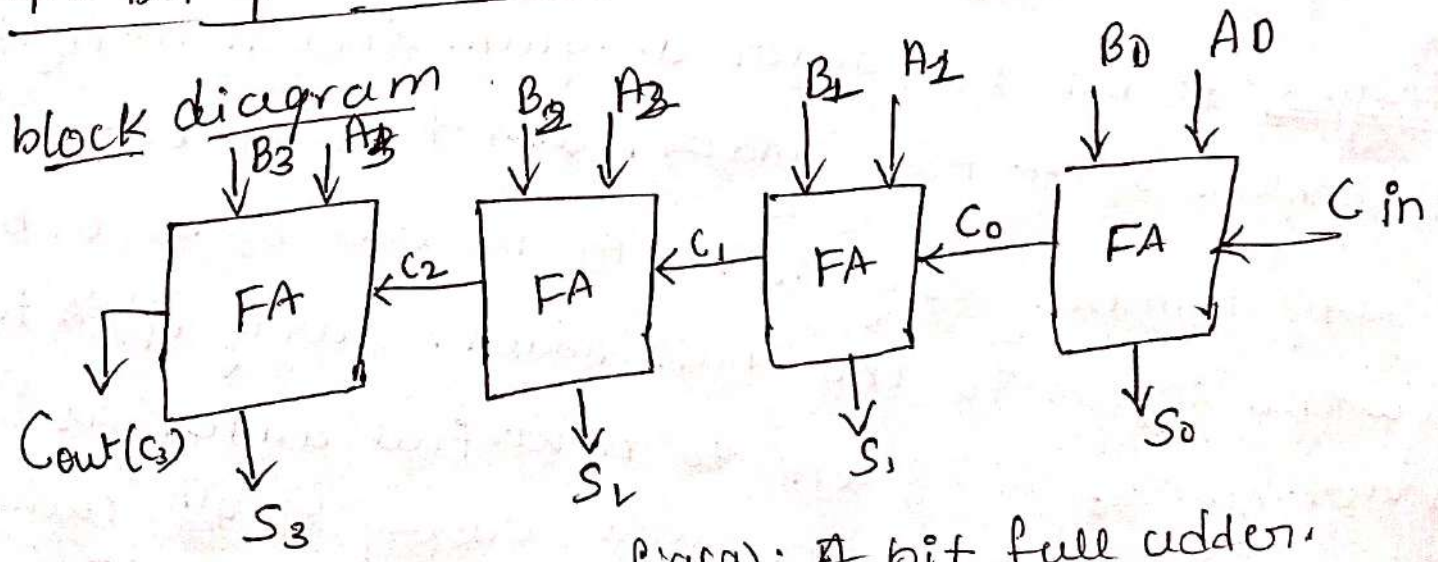 block diagram
B3 A3
B2 A2
B1 A1
B0 A0
FA C2 FA C1 FA C0 FA C in
Cout(C3)
S3
S2
S1
S0
: 4 bit full adder.